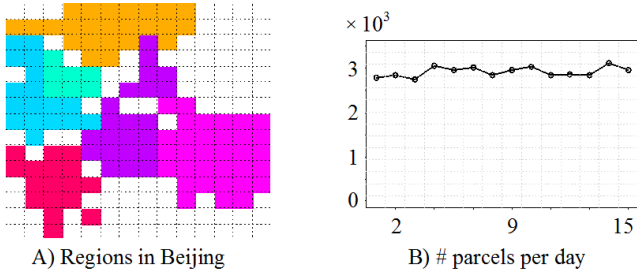 × 10³
3
2
1
0
2 9 15
A) Regions in Beijing
B) # parcels per day